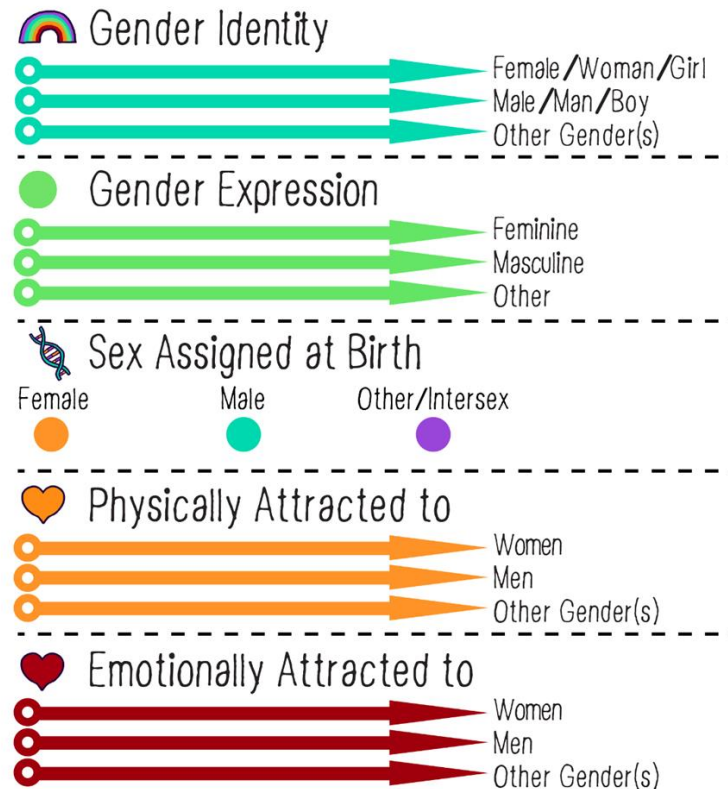 Gender Identity
Female/Woman/Girl
Male/Man/Boy
Other Gender(s)
Gender Expression
Feminine
Masculine
Other
Sex Assigned at Birth
Female Male Other/Intersex
Physically Attracted to
Women
Men
Other Gender(s)
Emotionally Attracted to
Women
Men
Other Gender(s)